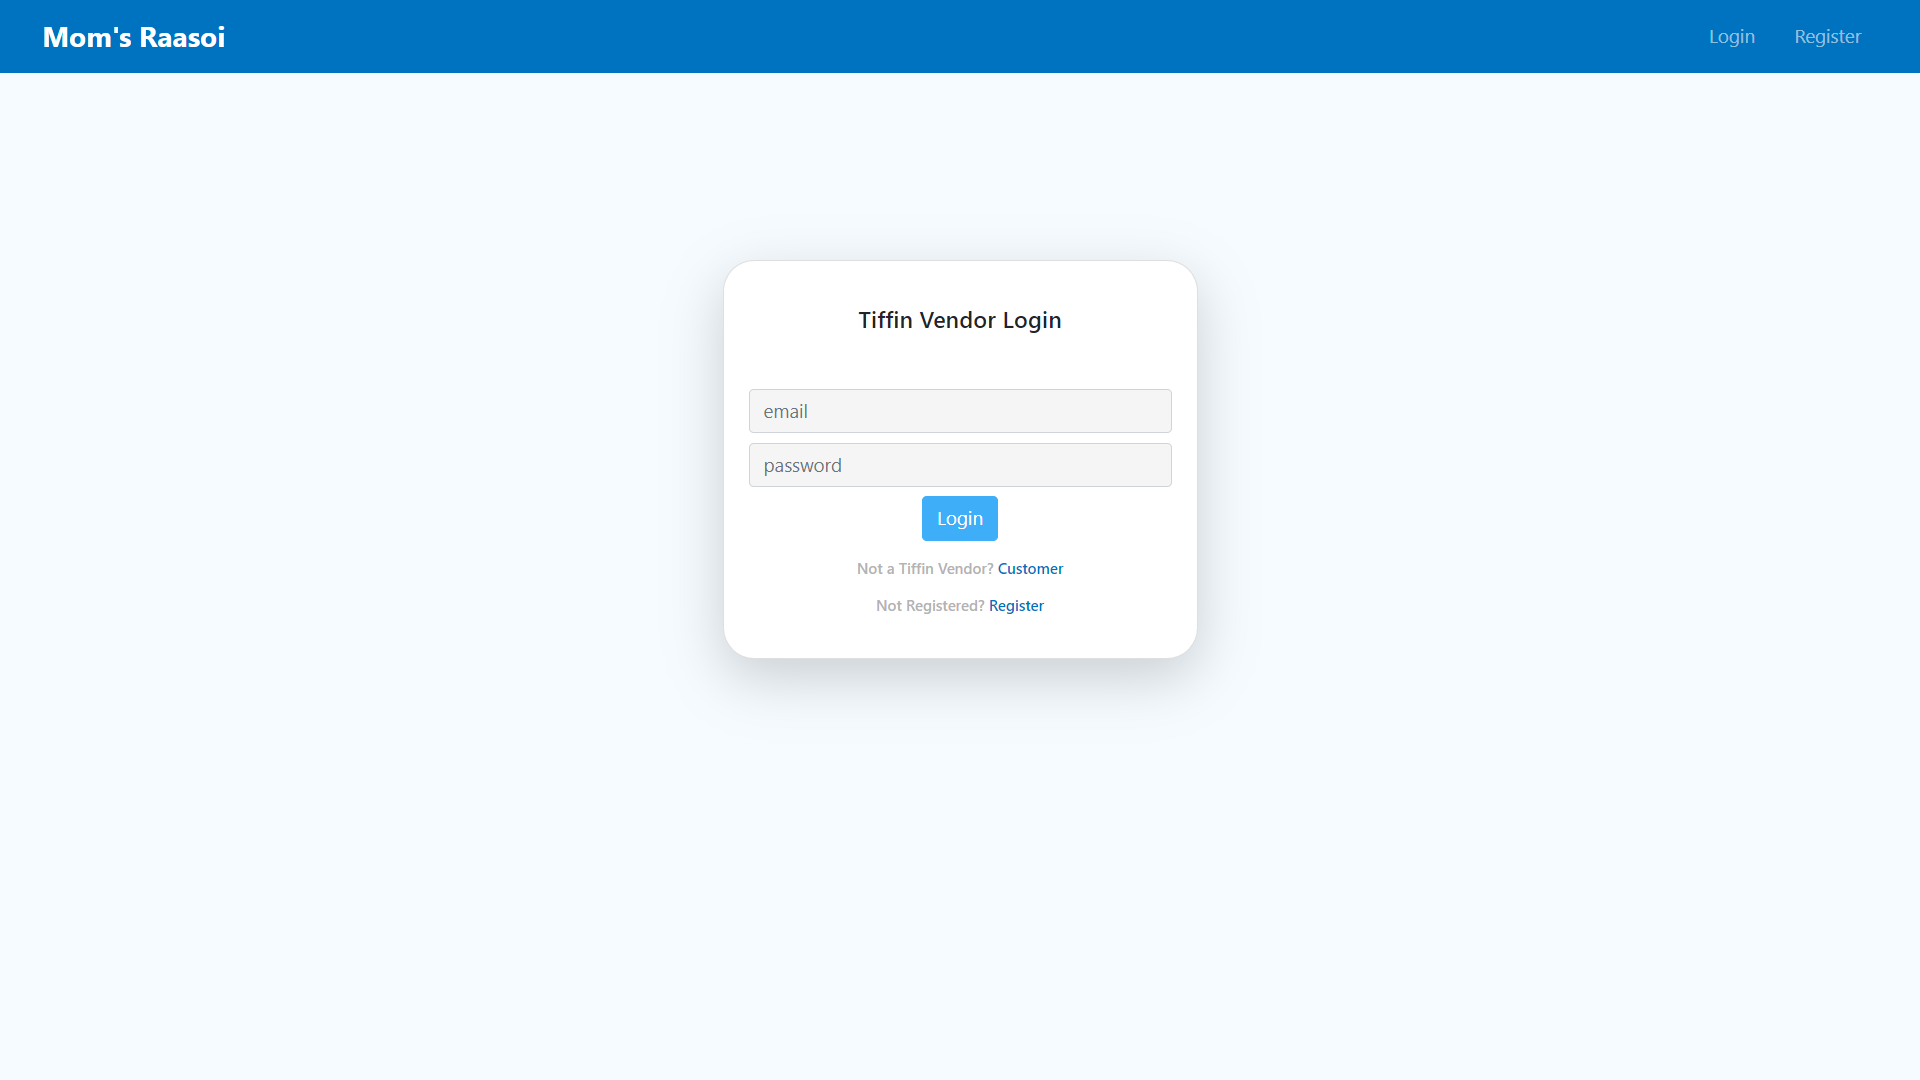 Mom's Raasoi
Login
Register
Tiffin Vendor Login
email
password
Login
Not a Tiffin Vendor? Customer
Not Registered? Register